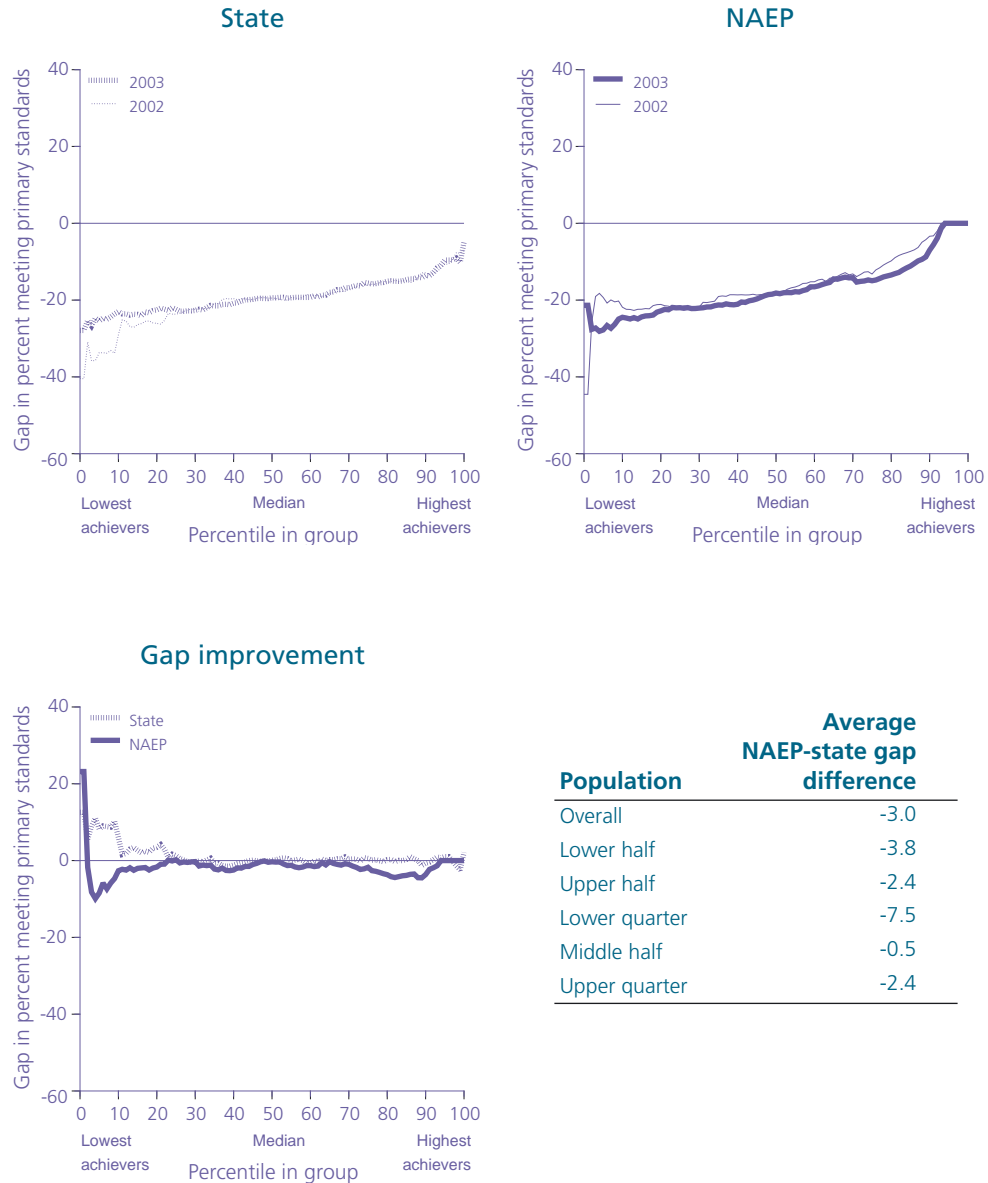 State
Gap in percent meeting primary standards
40
20
0
-20
-40
-60
2003
2002
0 10 20 30 40 50 60 70 80 90 100
Lowest achievers
Median
Highest achievers
Percentile in group
NAEP
Gap in percent meeting primary standards
40
20
0
-20
-40
-60
2003
2002
0 10 20 30 40 50 60 70 80 90 100
Lowest achievers
Median
Highest achievers
Percentile in group
Gap improvement
Gap in percent meeting primary standards
40
20
0
-20
-40
-60
State
NAEP
0 10 20 30 40 50 60 70 80 90 100
Lowest achievers
Median
Highest achievers
Percentile in group
Population Average NAEP-state gap difference
Overall -3.0
Lower half -3.8
Upper half -2.4
Lower quarter -7.5
Middle half -0.5
Upper quarter -2.4